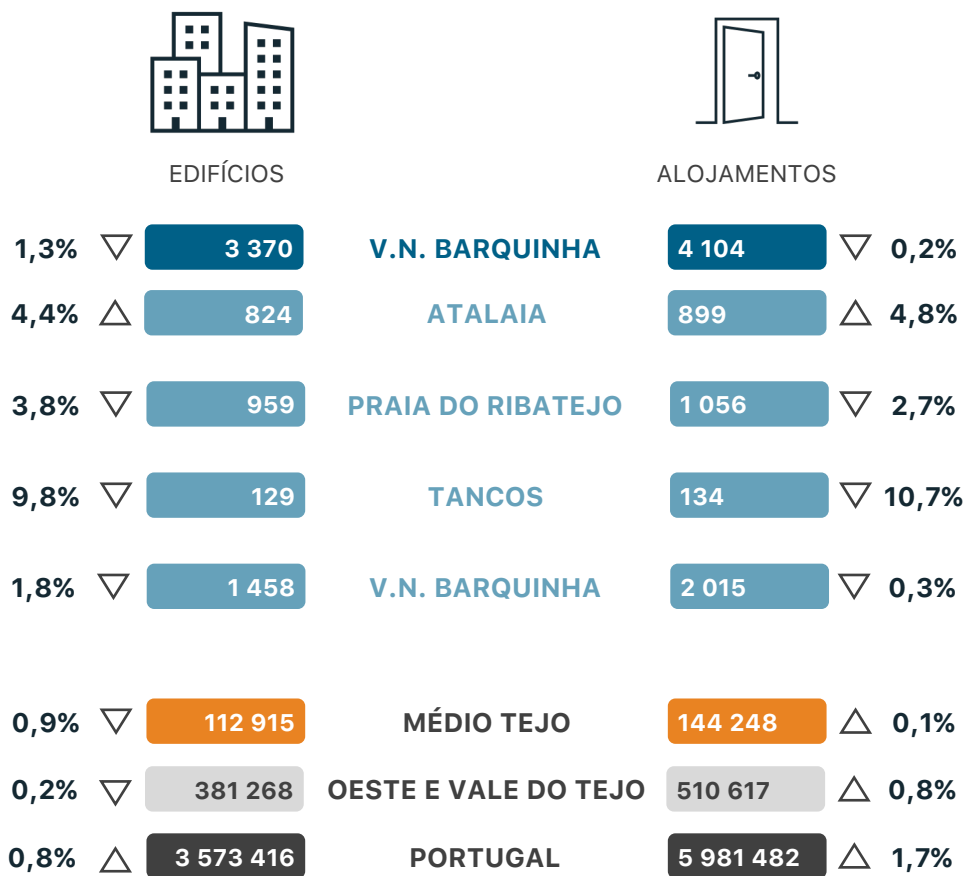 EDIFÍCIOS ALOJAMENTOS
1,3% 3 370 V.N. BARQUINHA 4 104 0,2%
4,4% 824 ATALAIA 899 4,8%
3,8% 959 PRAIA DO RIBATEJO 1 056 2,7%
9,8% 129 TANCOS 134 10,7%
1,8% 1 458 V.N. BARQUINHA 2 015 0,3%
0,9% 112 915 MÉDIO TEJO 144 248 0,1%
0,2% 381 268 OESTE E VALE DO TEJO 510 617 0,8%
0,8% 3 573 416 PORTUGAL 5 981 482 1,7%